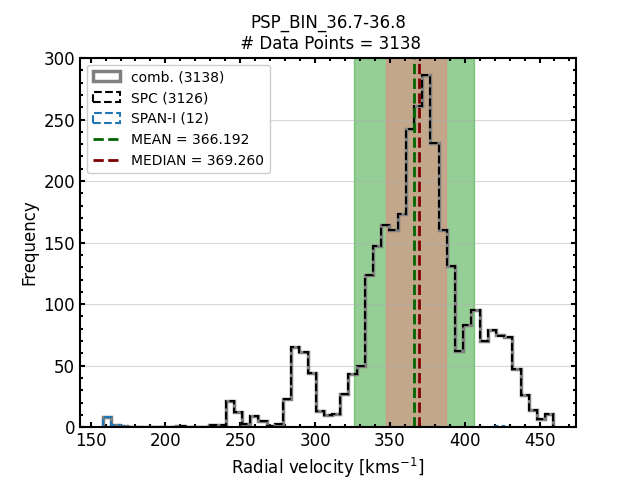 PSP_BIN_36.7-36.8
# Data Points = 3138
300
250
200
150
100
50
0
Frequency
comb. (3138)
SPC (3126)
SPAN-I (12)
MEAN = 366.192
MEDIAN = 369.260
150 200 250 300 350 400 450
Radial velocity [kms⁻¹]